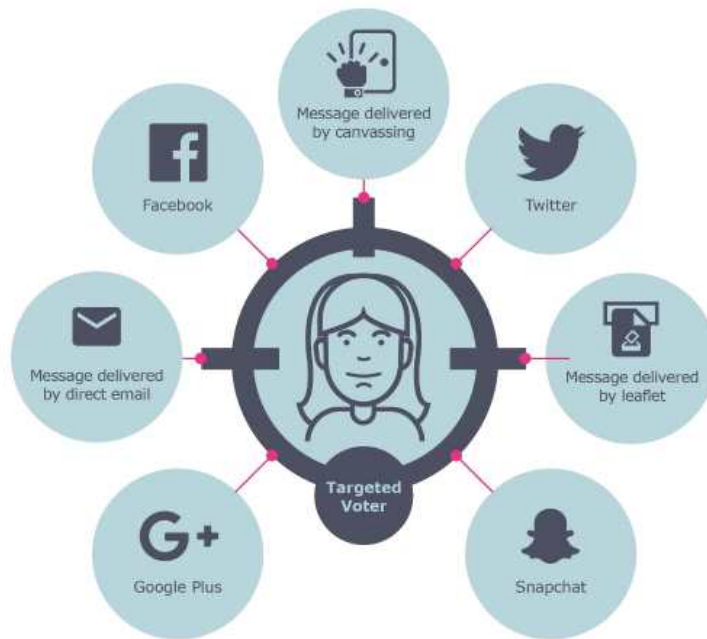 Message delivered
by canvassing
Facebook
Twitter
Message delivered
by direct email
Message delivered
by leaflet
Targeted
Voter
G+
Google Plus
Snapchat